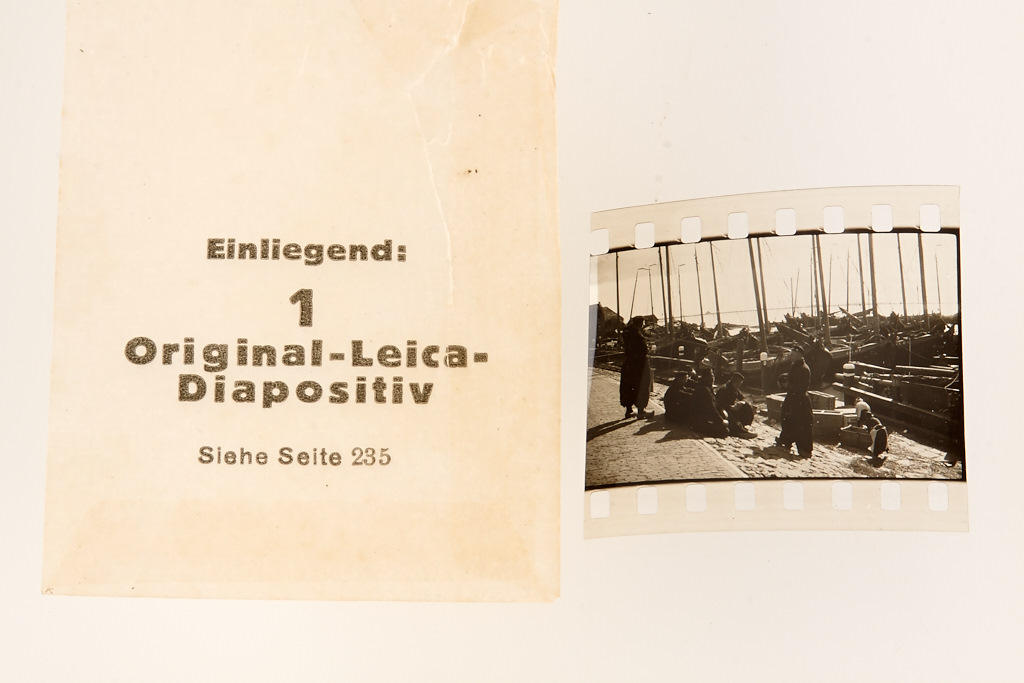 Einliegend:
1
Original-Leica-
Diapositiv
Siehe Seite 235